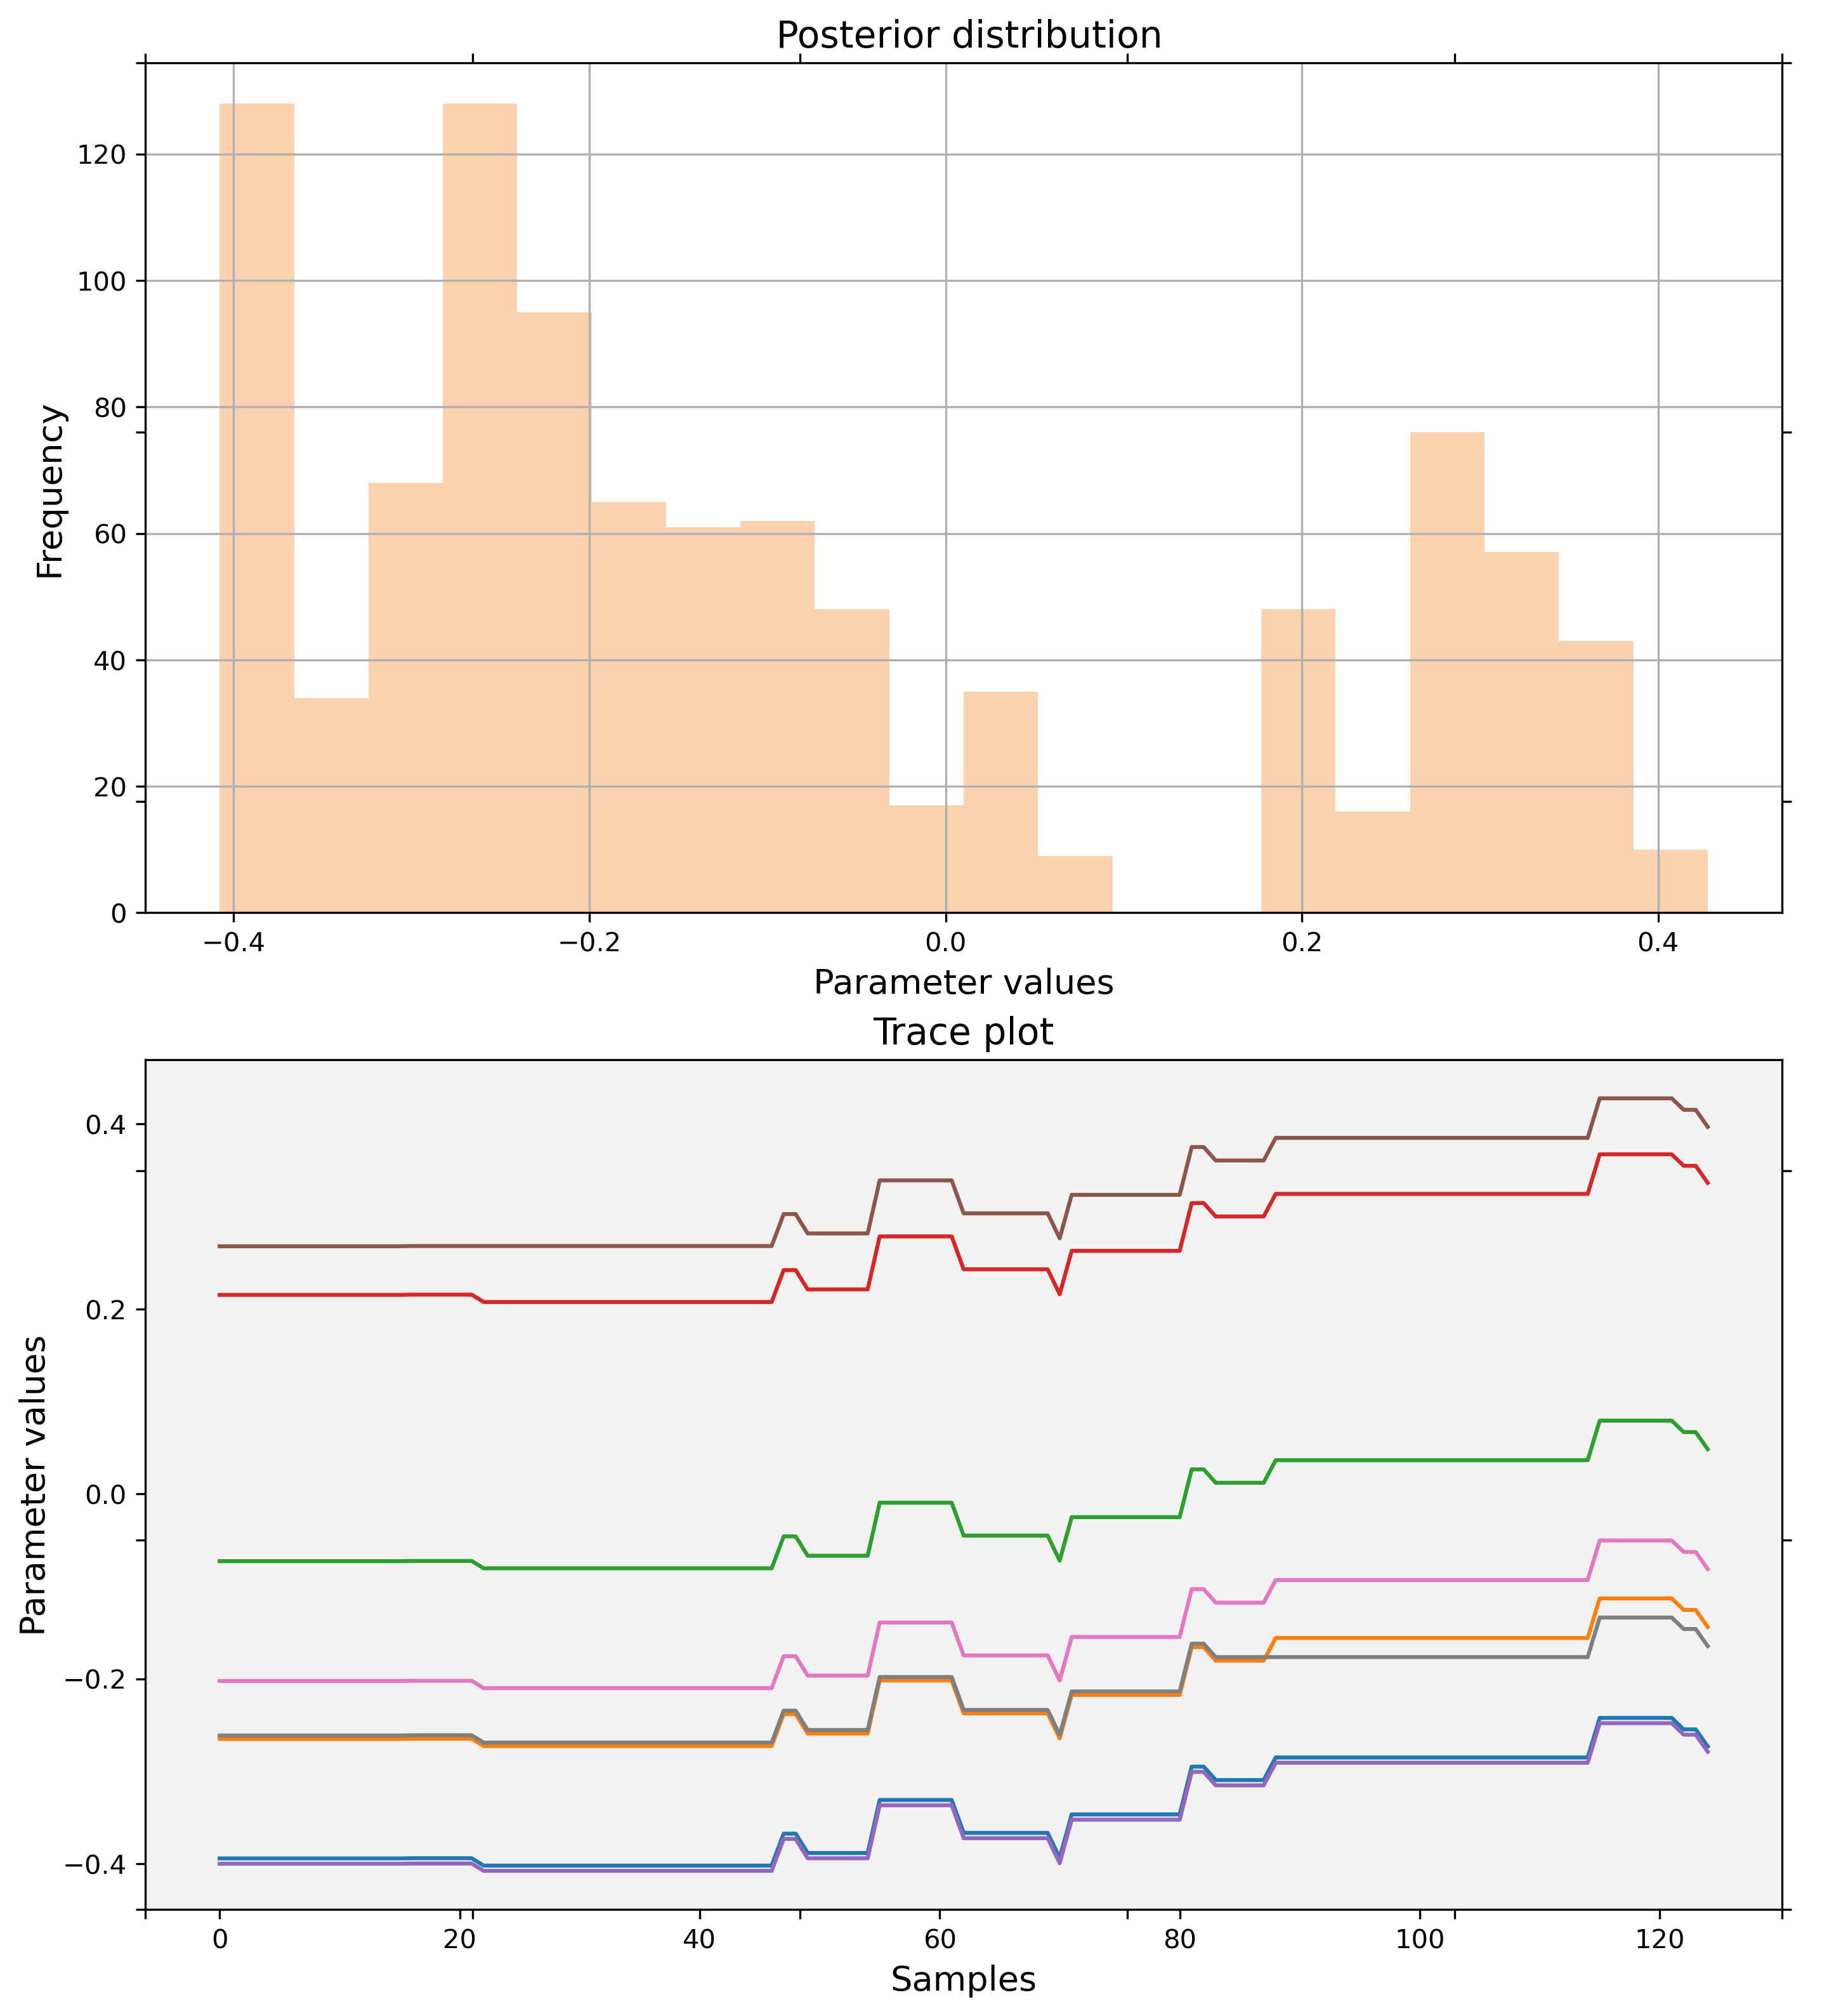 Posterior distribution
120
100
80
60
40
20
0
Frequency
−0.4 −0.2 0.0 0.2 0.4
Parameter values
Trace plot
0.4
0.2
0.0
−0.2
−0.4
Parameter values
0 20 40 60 80 100 120
Samples